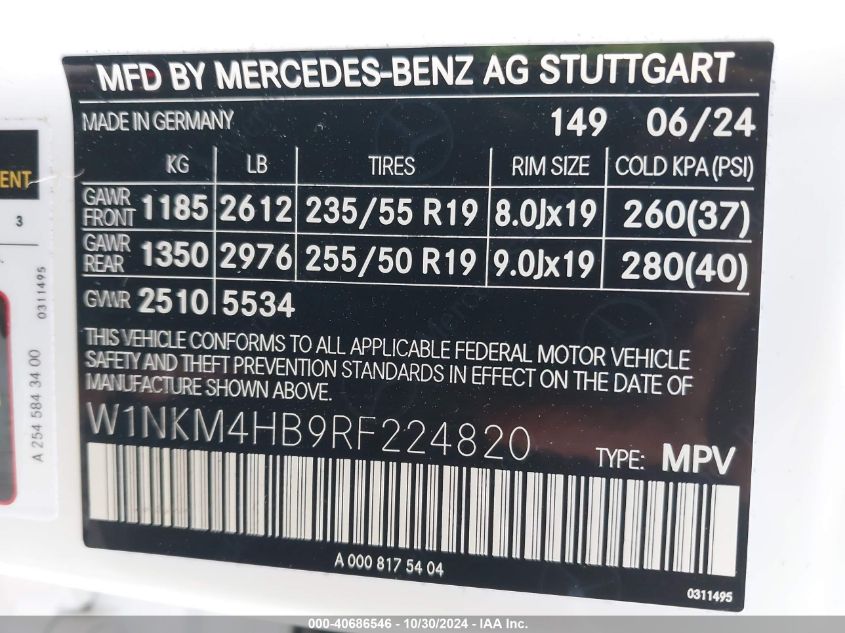 MFD BY MERCEDES-BENZ AG STUTTGART
MADE IN GERMANY 149 06/24
KG LB TIRES RIM SIZE COLD KPA (PSI)
GAWR FRONT 1185 2612 235/55 R19 8.0Jx19 260(37)
GAWR REAR 1350 2976 255/50 R19 9.0Jx19 280(40)
GVWR 2510 5534
THIS VEHICLE CONFORMS TO ALL APPLICABLE FEDERAL MOTOR VEHICLE
SAFETY AND THEFT PREVENTION STANDARDS IN EFFECT ON THE DATE OF
MANUFACTURE SHOWN ABOVE.
W1NKM4HB9RF224820
TYPE: MPV
A 000 817 54 04
0311495
ENT
3
0311495
A 254 584 34 00
000-40686546 - 10/30/2024 - IAA Inc.